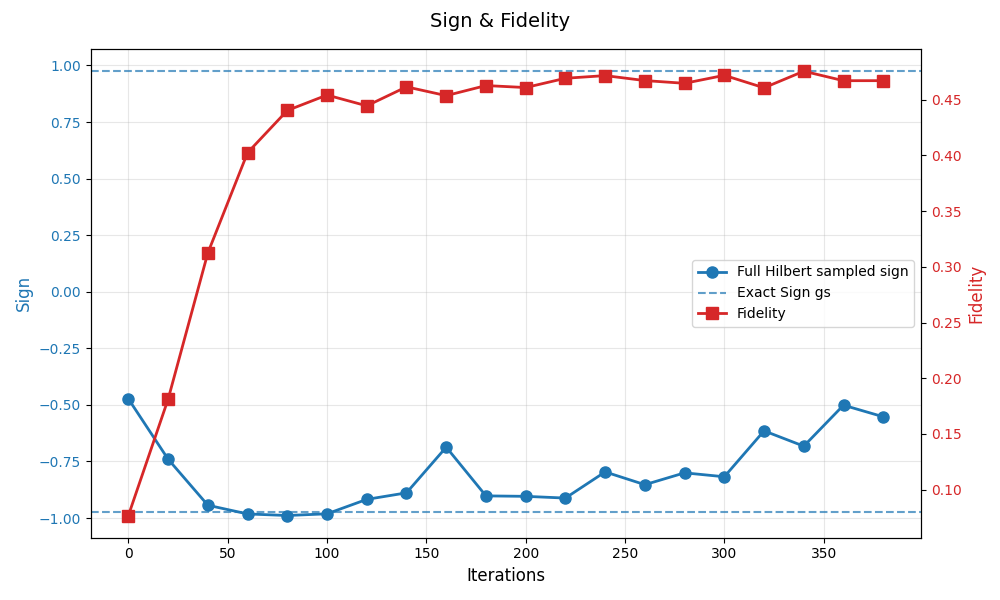 Sign & Fidelity
1.00
0.75
0.50
0.25
0.00
−0.25
−0.50
−0.75
−1.00
Sign
0.45
0.40
0.35
0.30
0.25
0.20
0.15
0.10
Fidelity
Full Hilbert sampled sign
Exact Sign gs
Fidelity
0 50 100 150 200 250 300 350
Iterations